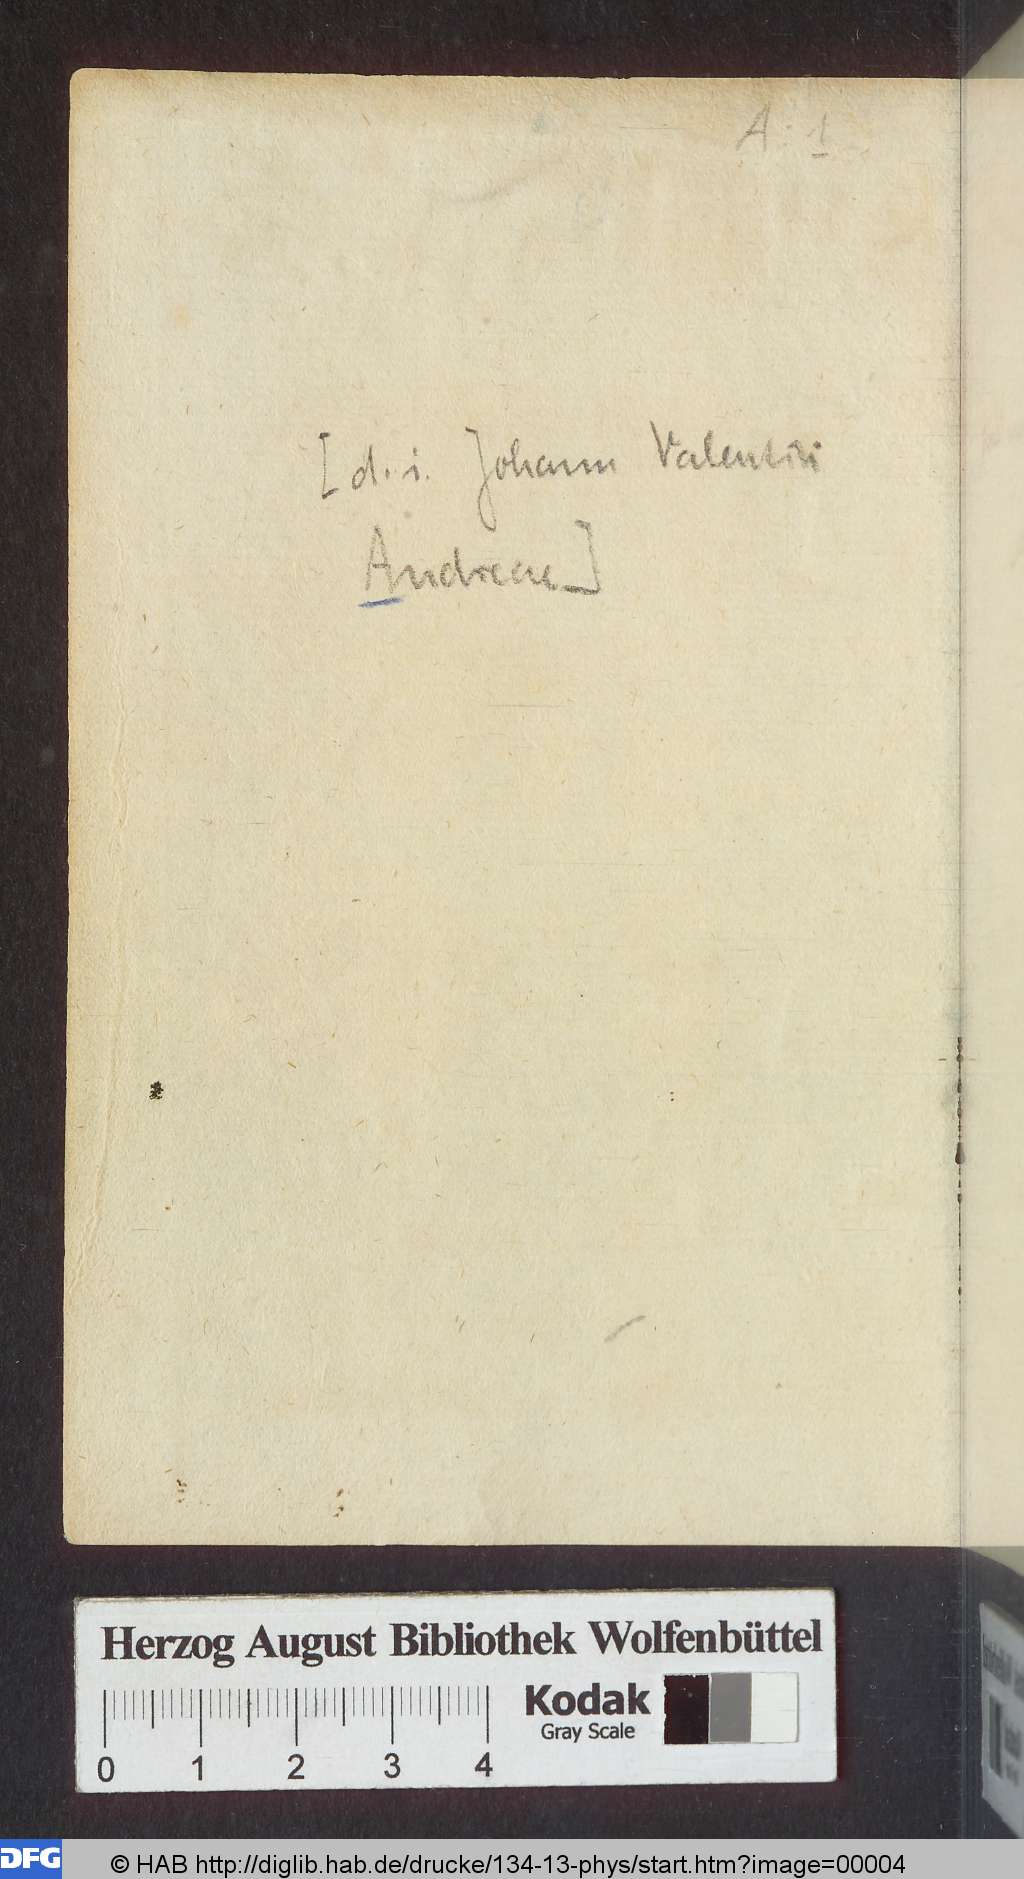 A: 1
[d. i. Johann Valentin
Andreae]
Herzog August Bibliothek Wolfenbüttel
Kodak
Gray Scale
0 1 2 3 4
DFG
© HAB http://diglib.hab.de/drucke/134-13-phys/start.htm?image=00004